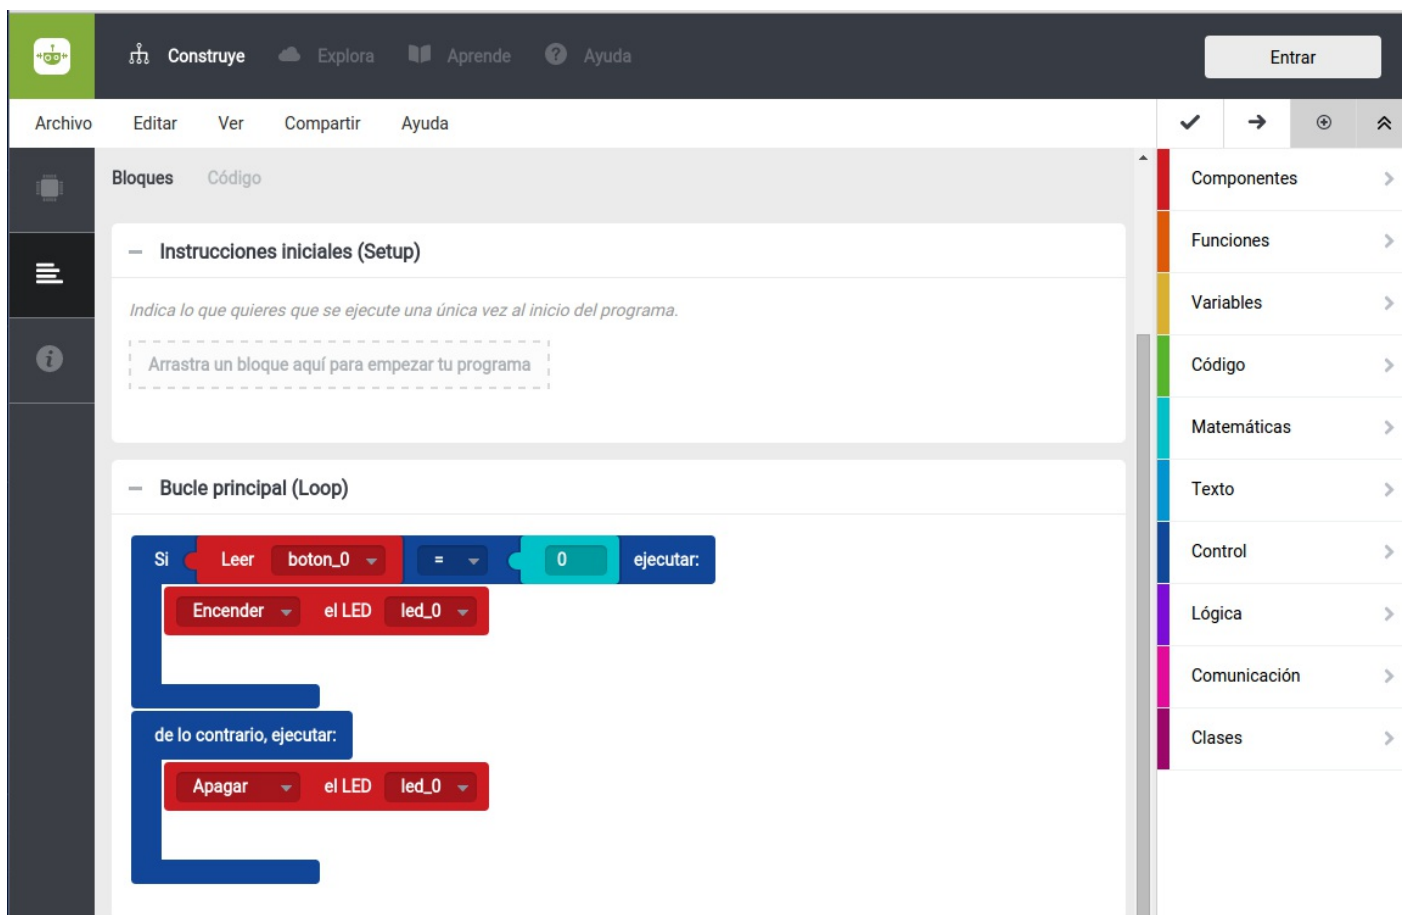 Construye Explora Aprende Ayuda Entrar
Archivo Editar Ver Compartir Ayuda
Bloques Código
Instrucciones iniciales (Setup)
Indica lo que quieres que se ejecute una única vez al inicio del programa.
Arrastra un bloque aquí para empezar tu programa
Bucle principal (Loop)
Si Leer boton_0 = 0 ejecutar:
Encender el LED led_0
de lo contrario, ejecutar:
Apagar el LED led_0
Componentes
Funciones
Variables
Código
Matemáticas
Texto
Control
Lógica
Comunicación
Clases